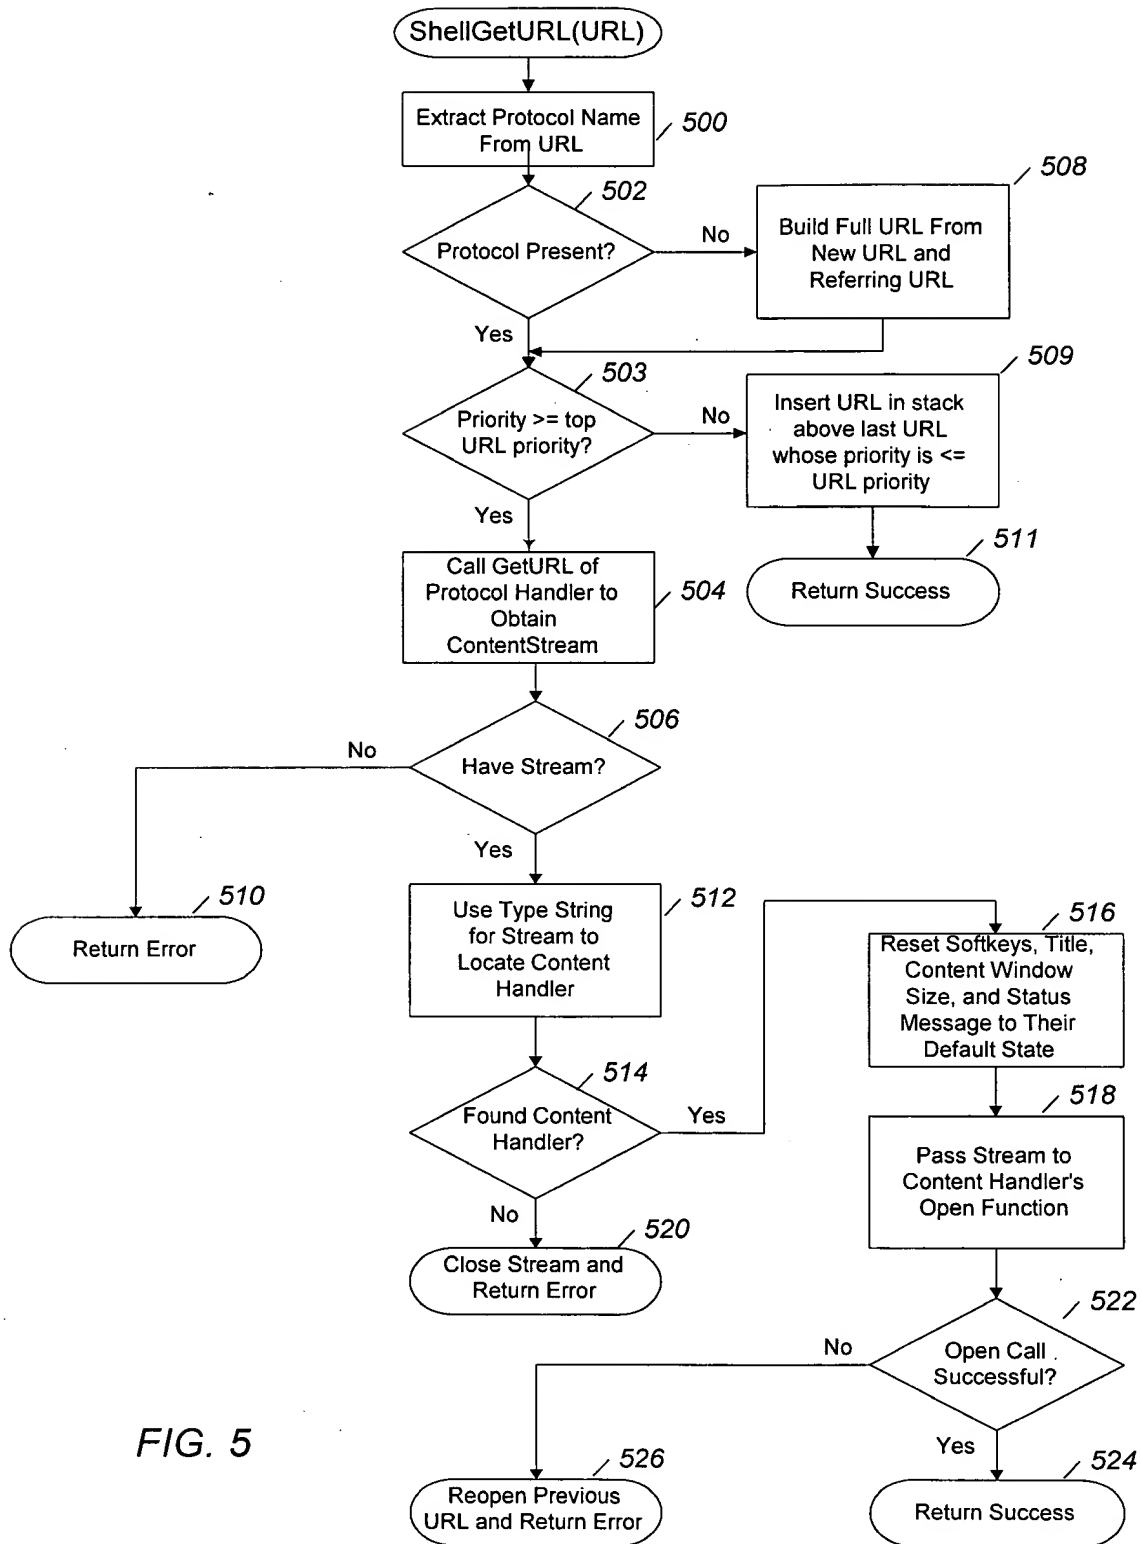 ShellGetURL(URL)
Extract Protocol Name
From URL
500
502
Protocol Present?
No
508
Build Full URL From
New URL and
Referring URL
Yes
503
Priority >= top
URL priority?
No
509
Insert URL in stack
above last URL
whose priority is <=
URL priority
Yes
511
Return Success
Call GetURL of
Protocol Handler to
Obtain
ContentStream
504
506
Have Stream?
No
Yes
510
Return Error
512
Use Type String
for Stream to
Locate Content
Handler
516
Reset Softkeys, Title,
Content Window
Size, and Status
Message to Their
Default State
514
Found Content
Handler?
Yes
518
Pass Stream to
Content Handler's
Open Function
No
520
Close Stream and
Return Error
522
Open Call
Successful?
No
Yes
526
Reopen Previous
URL and Return Error
524
Return Success
FIG. 5